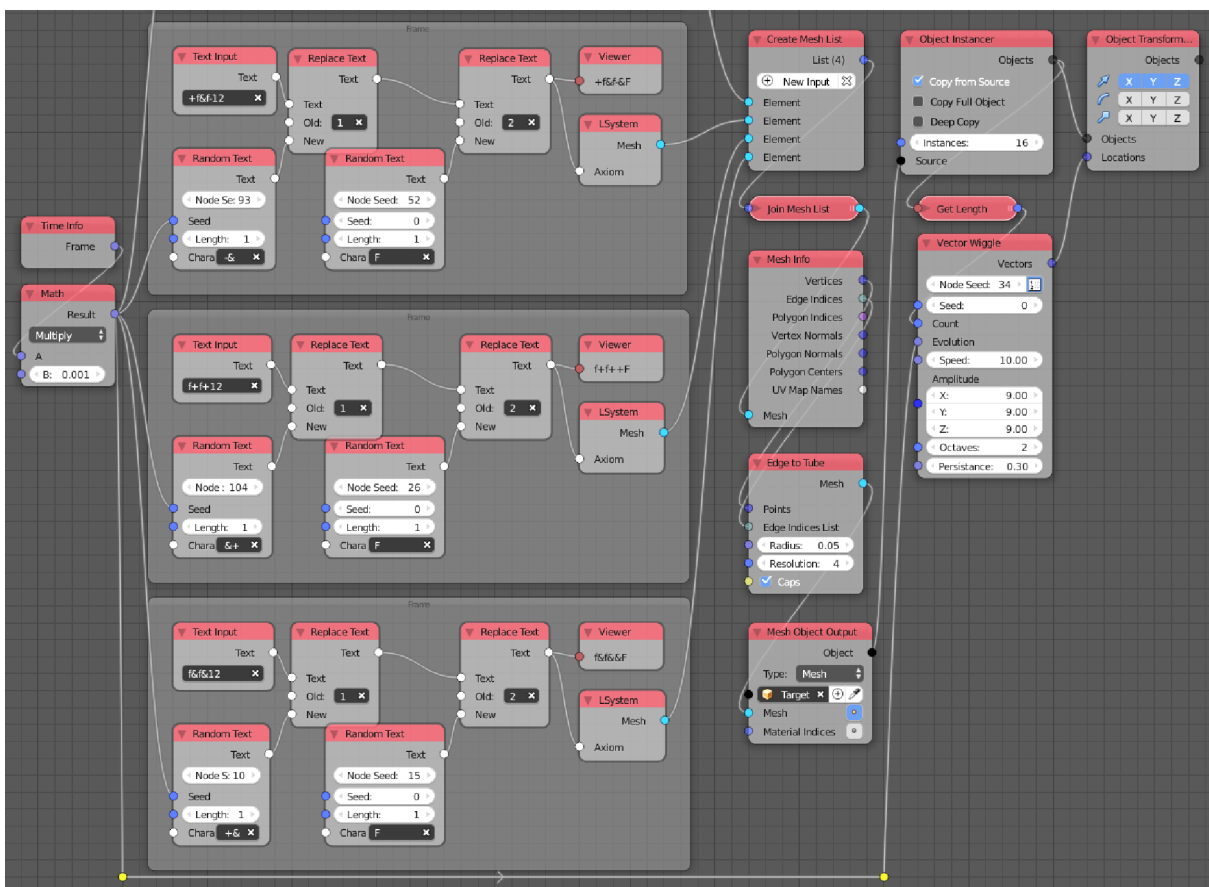 Time Info
Frame
Math
Result
Multiply
A
B: 0.001
Frame
Text Input
Text
+f&f-12
Replace Text
Text
Text
Old: 1
New
Replace Text
Text
Text
Old: 2
New
Viewer
+f&f-&F
LSystem
Mesh
Axiom
Random Text
Text
Node Se: 93
Seed
Length: 1
Chara -&
Random Text
Text
Node Seed: 52
Seed: 0
Length: 1
Chara F
Frame
Text Input
Text
f+f+12
Replace Text
Text
Text
Old: 1
New
Replace Text
Text
Text
Old: 2
New
Viewer
f+f++F
LSystem
Mesh
Axiom
Random Text
Text
Node : 104
Seed
Length: 1
Chara &+
Random Text
Text
Node Seed: 26
Seed: 0
Length: 1
Chara F
Frame
Text Input
Text
f&f&12
Replace Text
Text
Text
Old: 1
New
Replace Text
Text
Text
Old: 2
New
Viewer
f&f&&F
LSystem
Mesh
Axiom
Random Text
Text
Node S: 10
Seed
Length: 1
Chara +&
Random Text
Text
Node Seed: 15
Seed: 0
Length: 1
Chara F
Create Mesh List
List (4)
New Input
Element
Element
Element
Element
Join Mesh List
Mesh Info
Vertices
Edge Indices
Polygon Indices
Vertex Normals
Polygon Normals
Polygon Centers
UV Map Names
Mesh
Edge to Tube
Mesh
Points
Edge Indices List
Radius: 0.05
Resolution: 4
Caps
Mesh Object Output
Object
Type: Mesh
Target
Mesh
Material Indices
Object Instancer
Objects
Copy from Source
Copy Full Object
Deep Copy
Instances: 16
Source
Get Length
Vector Wiggle
Vectors
Node Seed: 34
Seed: 0
Count
Evolution
Speed: 10.00
Amplitude
X: 9.00
Y: 9.00
Z: 9.00
Octaves: 2
Persistance: 0.30
Object Transform...
Objects
X Y Z
X Y Z
X Y Z
Objects
Locations